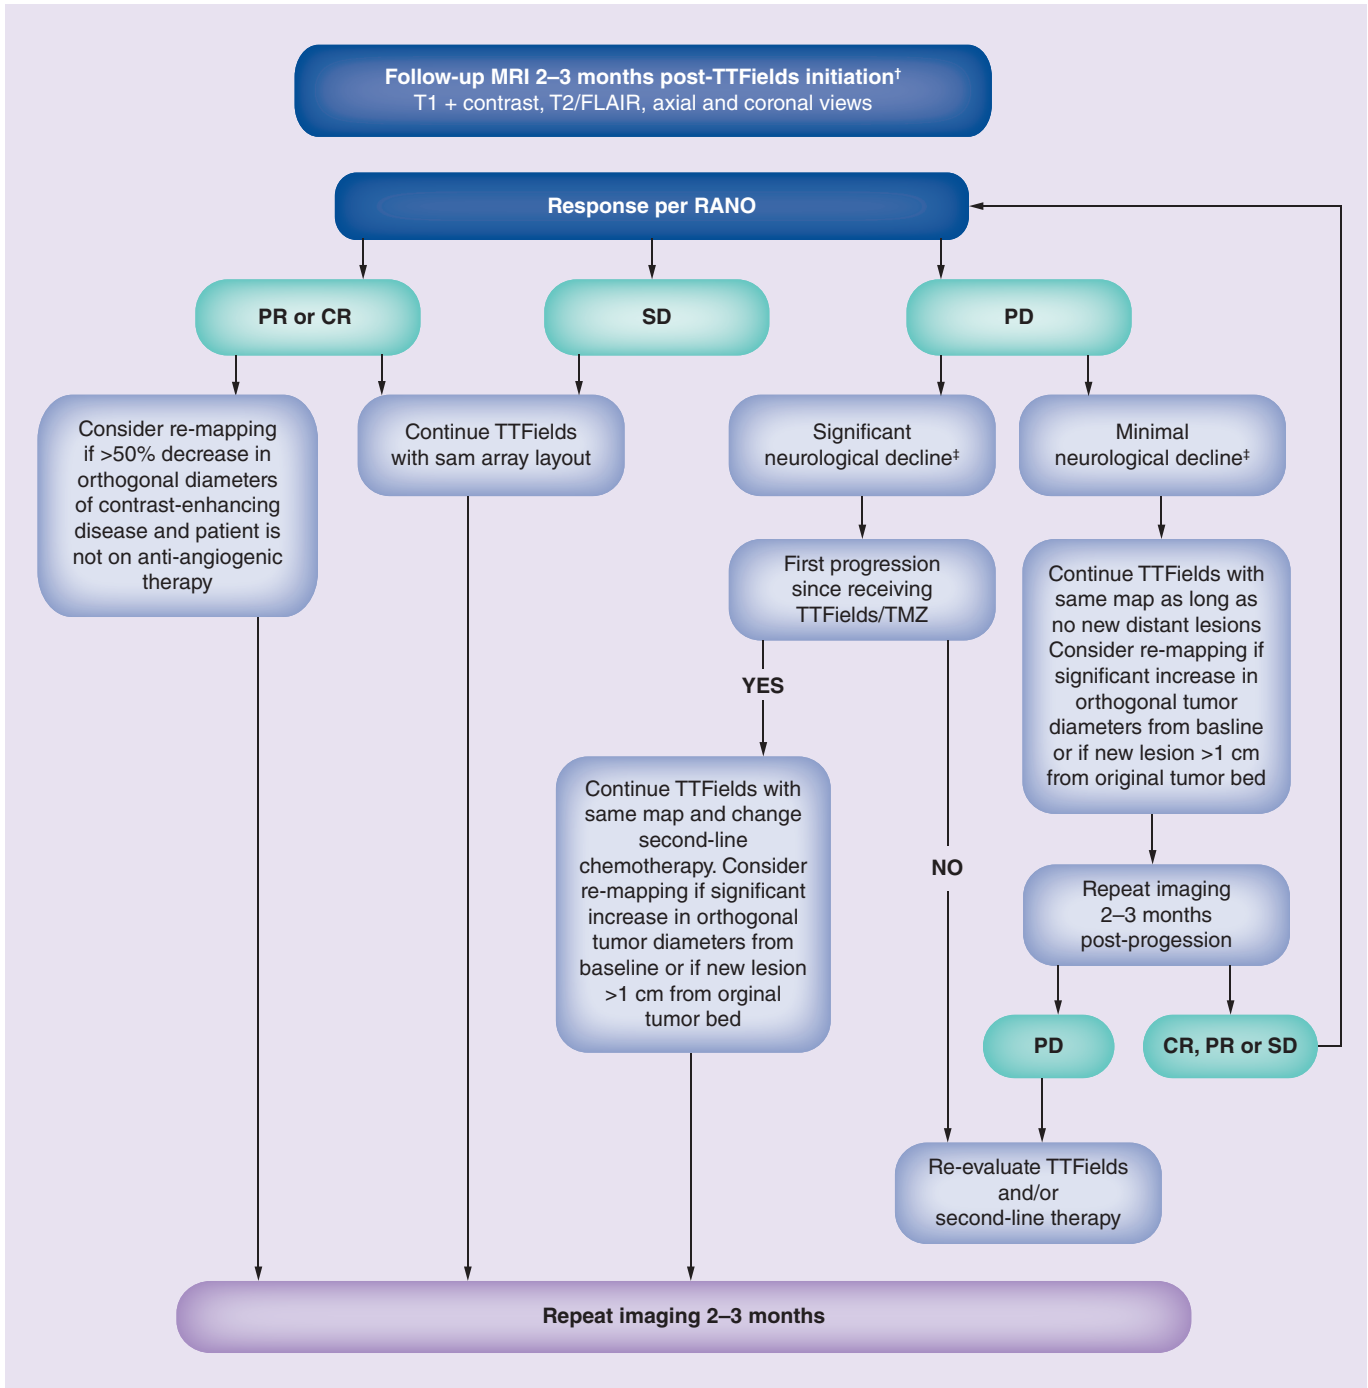 Follow-up MRI 2–3 months post-TTFields initiation†
T1 + contrast, T2/FLAIR, axial and coronal views
Response per RANO
PR or CR
SD
PD
Consider re-mapping
if >50% decrease in
orthogonal diameters
of contrast-enhancing
disease and patient is
not on anti-angiogenic
therapy
Continue TTFields
with sam array layout
Significant
neurological decline‡
Minimal
neurological decline‡
First progression
since receiving
TTFields/TMZ
Continue TTFields with
same map as long as
no new distant lesions
Consider re-mapping if
significant increase in
orthogonal tumor
diameters from basline
or if new lesion >1 cm
from original tumor bed
YES
NO
Continue TTFields with
same map and change
second-line
chemotherapy. Consider
re-mapping if significant
increase in orthogonal
tumor diameters from
baseline or if new lesion
>1 cm from orginal
tumor bed
Repeat imaging
2–3 months
post-progession
PD
CR, PR or SD
Re-evaluate TTFields
and/or
second-line therapy
Repeat imaging 2–3 months